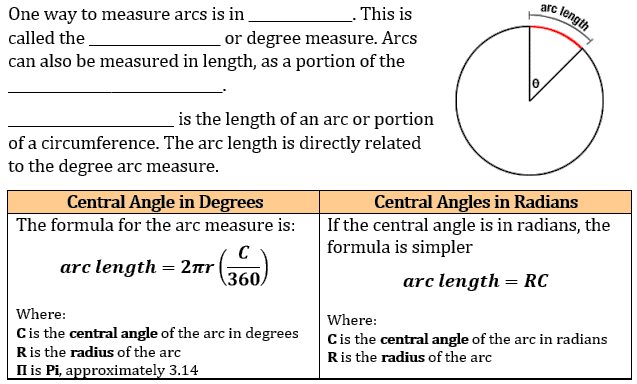 One way to measure arcs is in ____________. This is
called the ________________ or degree measure. Arcs
can also be measured in length, as a portion of the
__________________________.
____________________ is the length of an arc or portion
of a circumference. The arc length is directly related
to the degree arc measure.
arc length
θ
Central Angle in Degrees
The formula for the arc measure is:
arc length = 2πr(C/360)
Where:
C is the central angle of the arc in degrees
R is the radius of the arc
Π is Pi, approximately 3.14
Central Angles in Radians
If the central angle is in radians, the
formula is simpler
arc length = RC
Where:
C is the central angle of the arc in radians
R is the radius of the arc